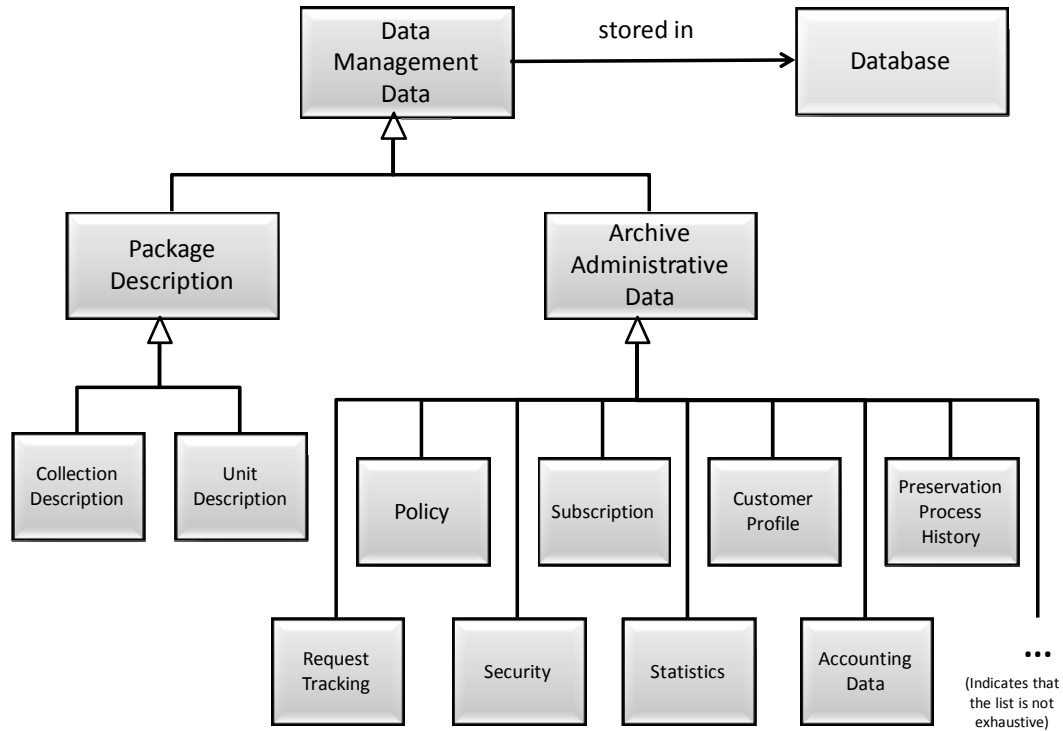 Data
Management
Data
stored in
Database
Package
Description
Archive
Administrative
Data
Collection
Description
Unit
Description
Policy
Subscription
Customer
Profile
Preservation
Process
History
Request
Tracking
Security
Statistics
Accounting
Data
...
(Indicates that
the list is not
exhaustive)